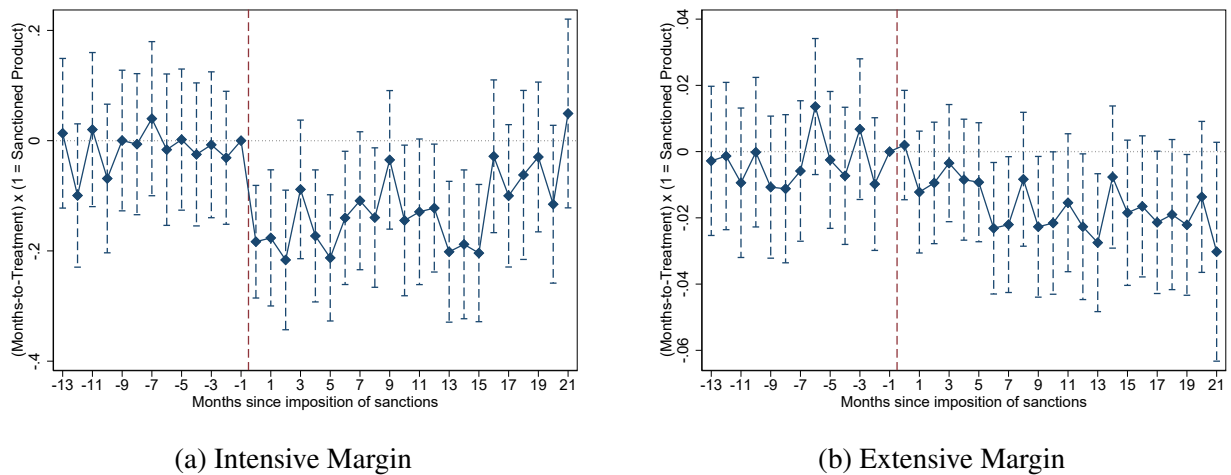 (Months-to-Treatment) x (1 = Sanctioned Product)
.2
0
-.2
-.4
-13 -11 -9 -7 -5 -3 -1 1 3 5 7 9 11 13 15 17 19 21
Months since imposition of sanctions
(a) Intensive Margin
(Months-to-Treatment) x (1 = Sanctioned Product)
.04
.02
0
-.02
-.04
-.06
-13 -11 -9 -7 -5 -3 -1 1 3 5 7 9 11 13 15 17 19 21
Months since imposition of sanctions
(b) Extensive Margin